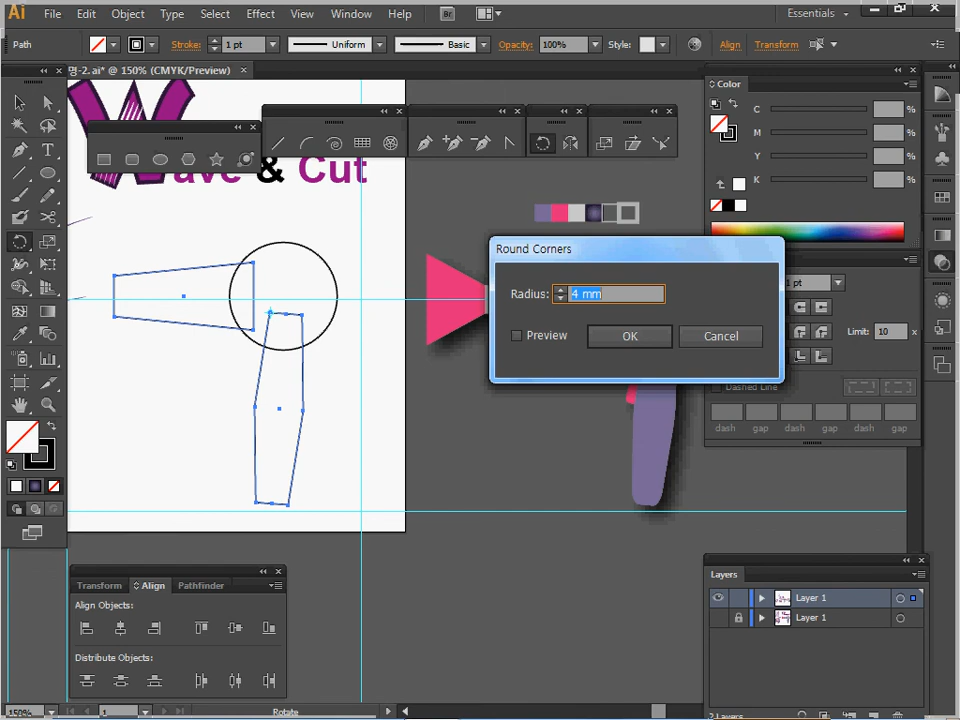 Ai File Edit Object Type Select Effect View Window Help Br Essentials
Path Stroke: 1 pt Uniform Basic Opacity: 100% Style: Align Transform
명-2.ai* @ 150% (CMYK/Preview) ×
Color
C %
M %
Y %
K %
Wave & Cut
Round Corners
Radius: 4 mm
Preview OK Cancel
1 pt
Limit: 10 x
Dashed Line
dash gap dash gap dash gap
Transform Align Pathfinder
Align Objects:
Distribute Objects:
Layers
Layer 1
Layer 1
2 Layers
150% 1 Rotate